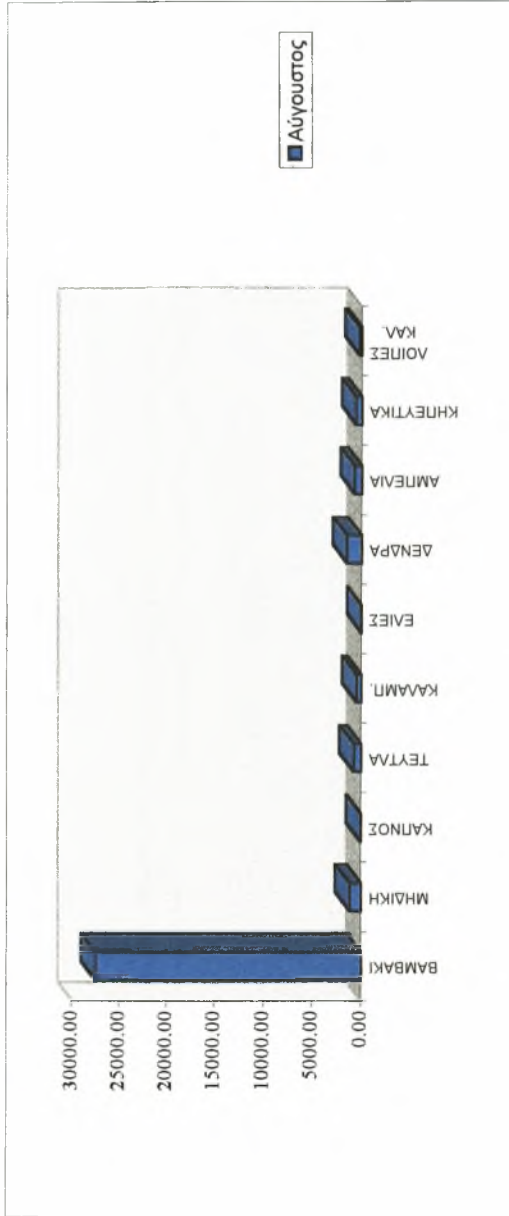 Αύγουστος
30000.00
25000.00
20000.00
15000.00
10000.00
5000.00
0.00
ΒΑΜΒΑΚΙ
ΜΗΔΙΚΗ
ΚΑΠΝΟΣ
ΤΕΥΤΛΑ
ΚΑΛΑΜΠ.
ΕΛΙΕΣ
ΔΕΝΔΡΑ
ΑΜΠΕΛΙΑ
ΚΗΠΕΥΤΙΚΑ
ΛΟΙΠΕΣ
ΚΑΛ.